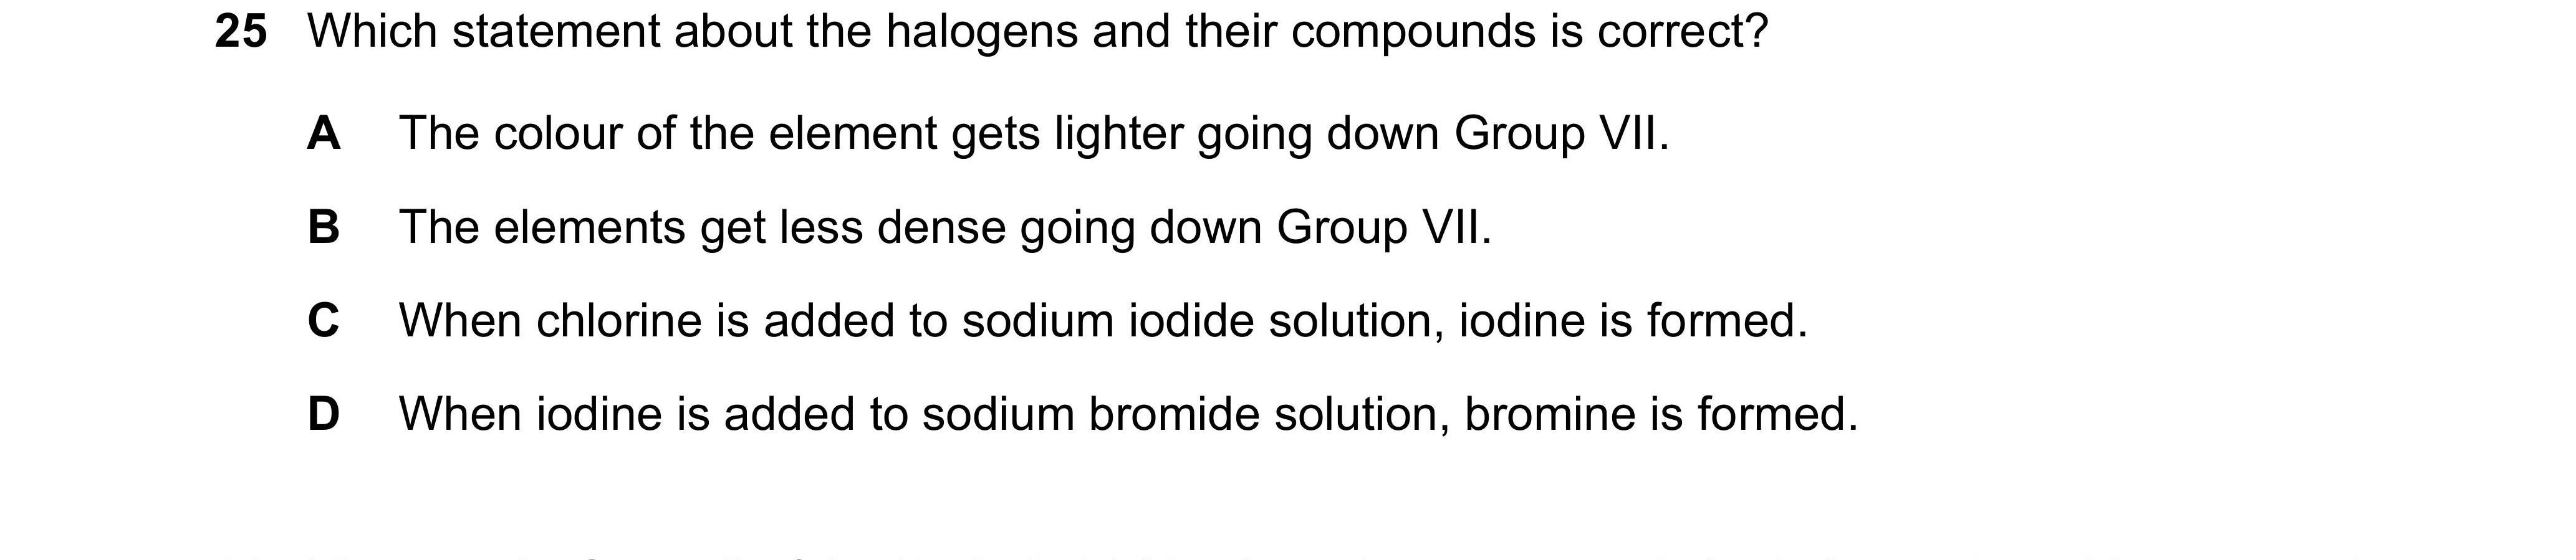 25 Which statement about the halogens and their compounds is correct?
A The colour of the element gets lighter going down Group VII.
B The elements get less dense going down Group VII.
C When chlorine is added to sodium iodide solution, iodine is formed.
D When iodine is added to sodium bromide solution, bromine is formed.